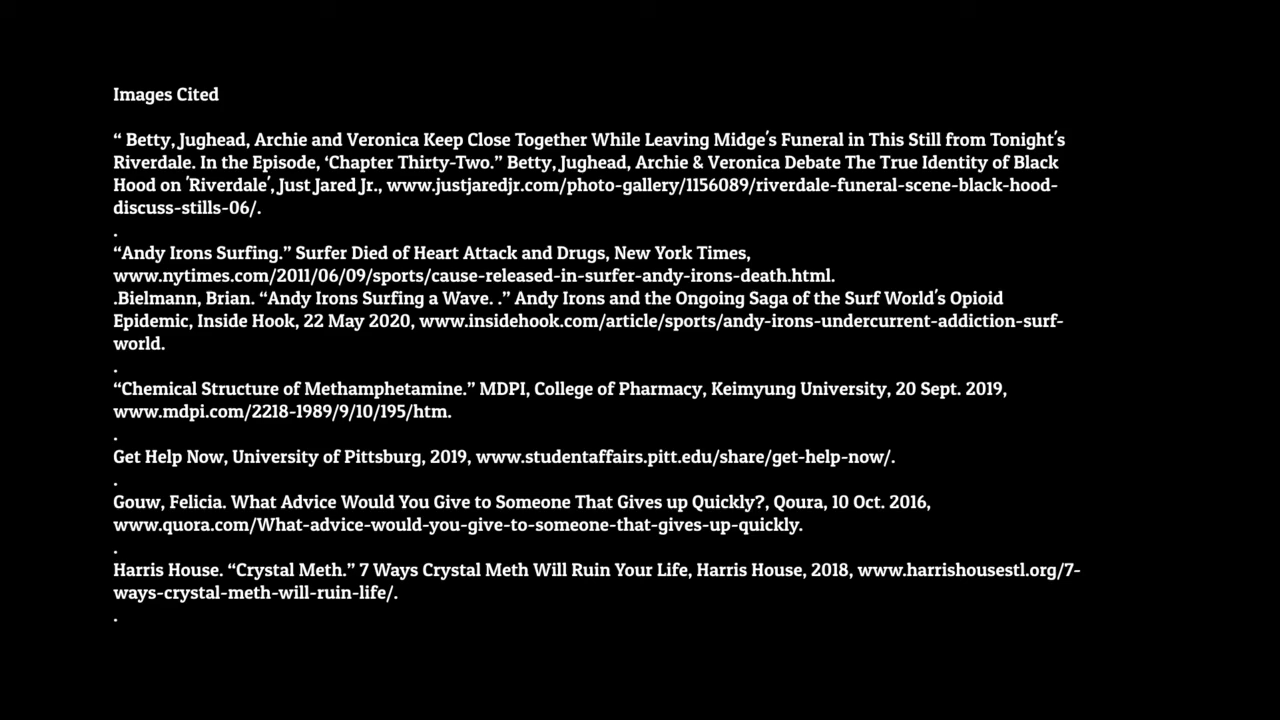 Images Cited
“ Betty, Jughead, Archie and Veronica Keep Close Together While Leaving Midge's Funeral in This Still from Tonight's
Riverdale. In the Episode, ‘Chapter Thirty-Two.” Betty, Jughead, Archie & Veronica Debate The True Identity of Black
Hood on 'Riverdale', Just Jared Jr., www.justjaredjr.com/photo-gallery/1156089/riverdale-funeral-scene-black-hood-
discuss-stills-06/.
.
“Andy Irons Surfing.” Surfer Died of Heart Attack and Drugs, New York Times,
www.nytimes.com/2011/06/09/sports/cause-released-in-surfer-andy-irons-death.html.
.Bielmann, Brian. “Andy Irons Surfing a Wave. .” Andy Irons and the Ongoing Saga of the Surf World's Opioid
Epidemic, Inside Hook, 22 May 2020, www.insidehook.com/article/sports/andy-irons-undercurrent-addiction-surf-
world.
.
“Chemical Structure of Methamphetamine.” MDPI, College of Pharmacy, Keimyung University, 20 Sept. 2019,
www.mdpi.com/2218-1989/9/10/195/htm.
.
Get Help Now, University of Pittsburg, 2019, www.studentaffairs.pitt.edu/share/get-help-now/.
.
Gouw, Felicia. What Advice Would You Give to Someone That Gives up Quickly?, Qoura, 10 Oct. 2016,
www.quora.com/What-advice-would-you-give-to-someone-that-gives-up-quickly.
.
Harris House. “Crystal Meth.” 7 Ways Crystal Meth Will Ruin Your Life, Harris House, 2018, www.harrishousestl.org/7-
ways-crystal-meth-will-ruin-life/.
.